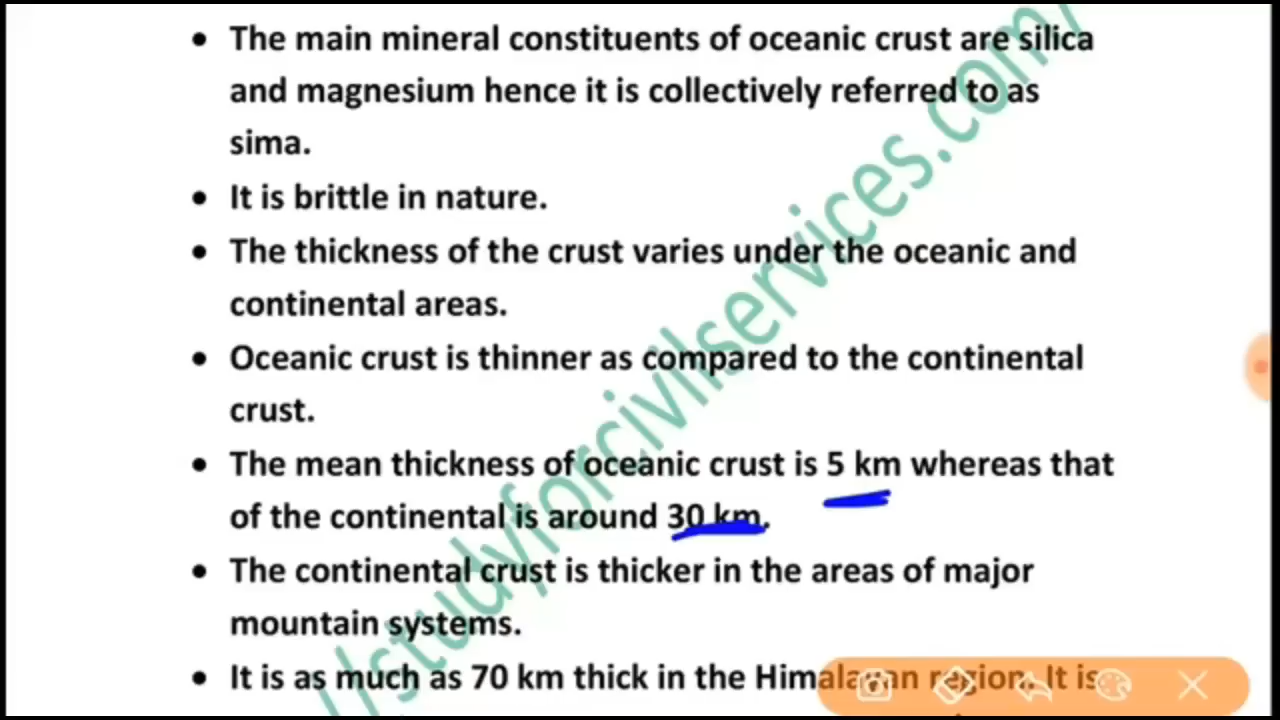 • The main mineral constituents of oceanic crust are silica
and magnesium hence it is collectively referred to as
sima.
• It is brittle in nature.
• The thickness of the crust varies under the oceanic and
continental areas.
• Oceanic crust is thinner as compared to the continental
crust.
• The mean thickness of oceanic crust is 5 km whereas that
of the continental is around 30 km.
• The continental crust is thicker in the areas of major
mountain systems.
• It is as much as 70 km thick in the Himalayan region. It is
//studyforcivilservices.com/